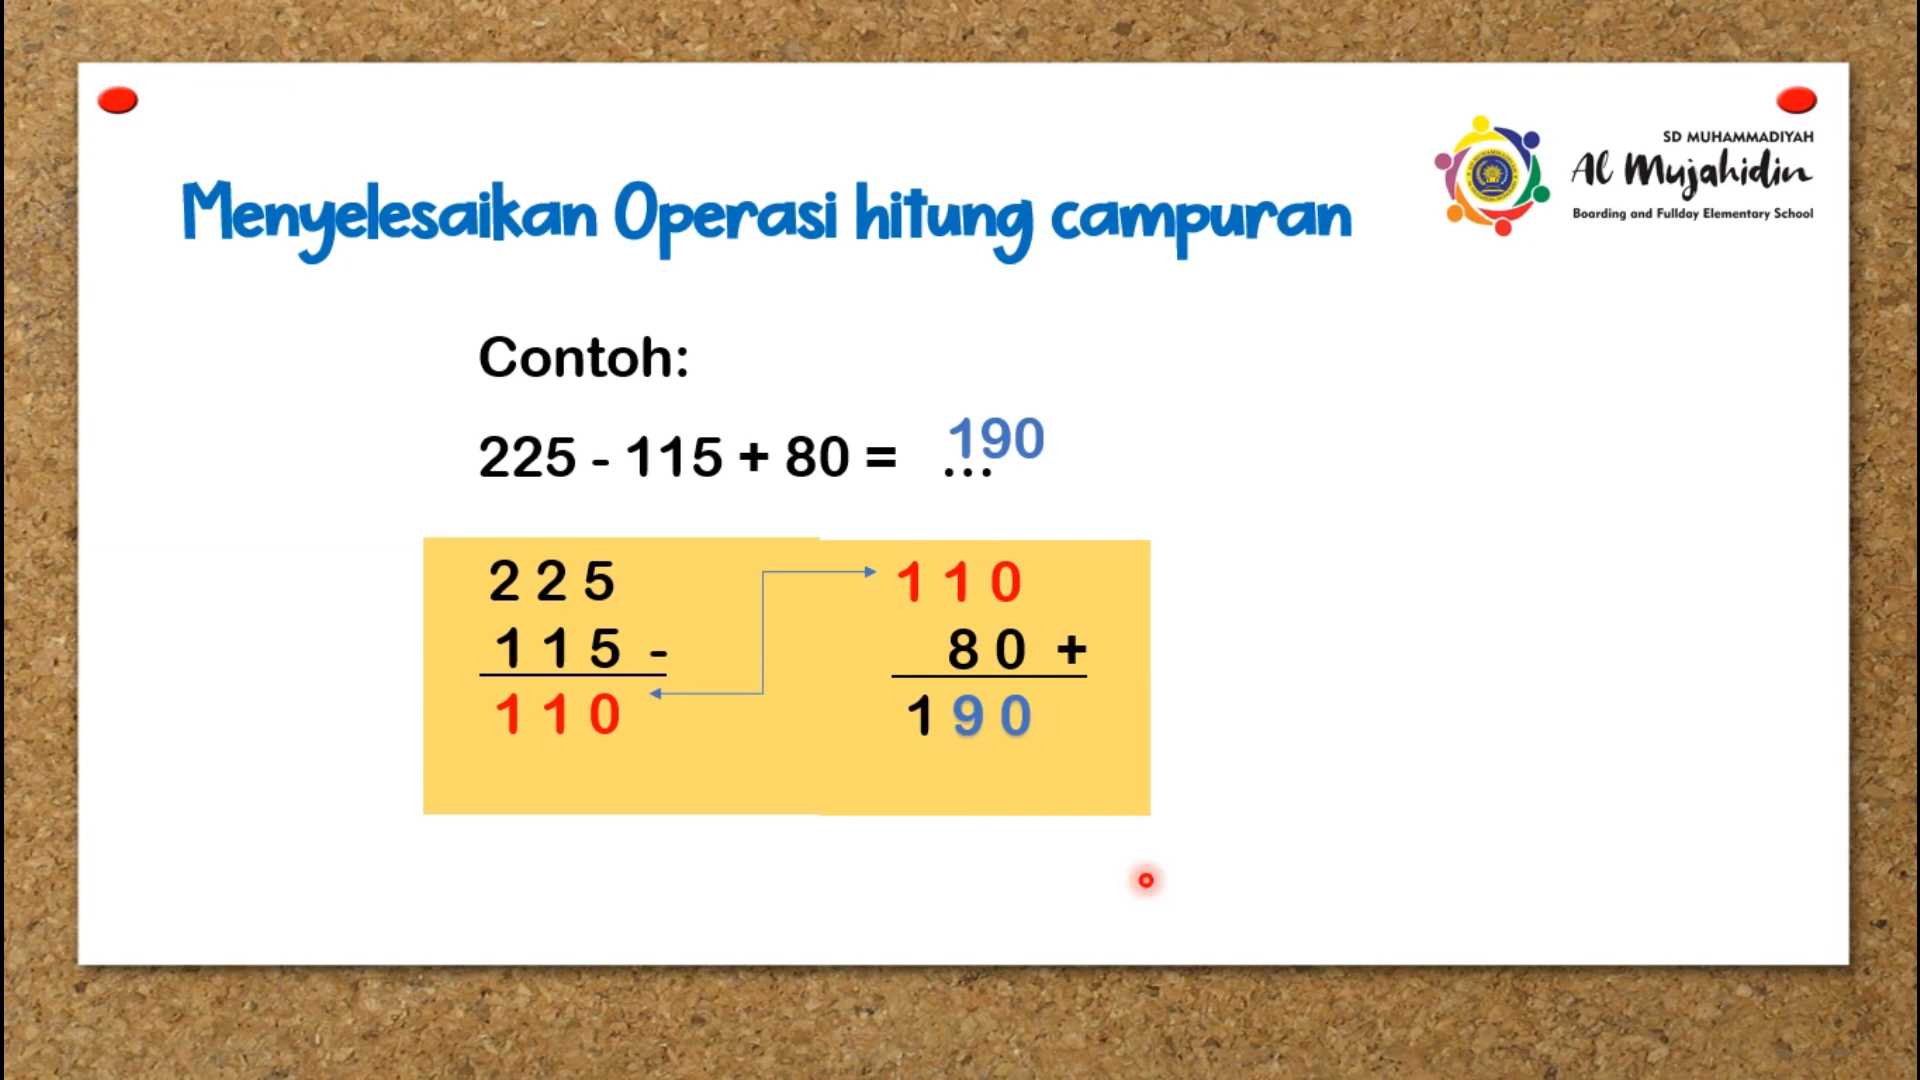 SD MUHAMMADIYAH
Al Mujahidin
Boarding and Fullday Elementary School
Menyelesaikan Operasi hitung campuran
Contoh:
225 - 115 + 80 = ... 190
2 2 5
1 1 5 -
1 1 0
1 1 0
8 0 +
1 9 0